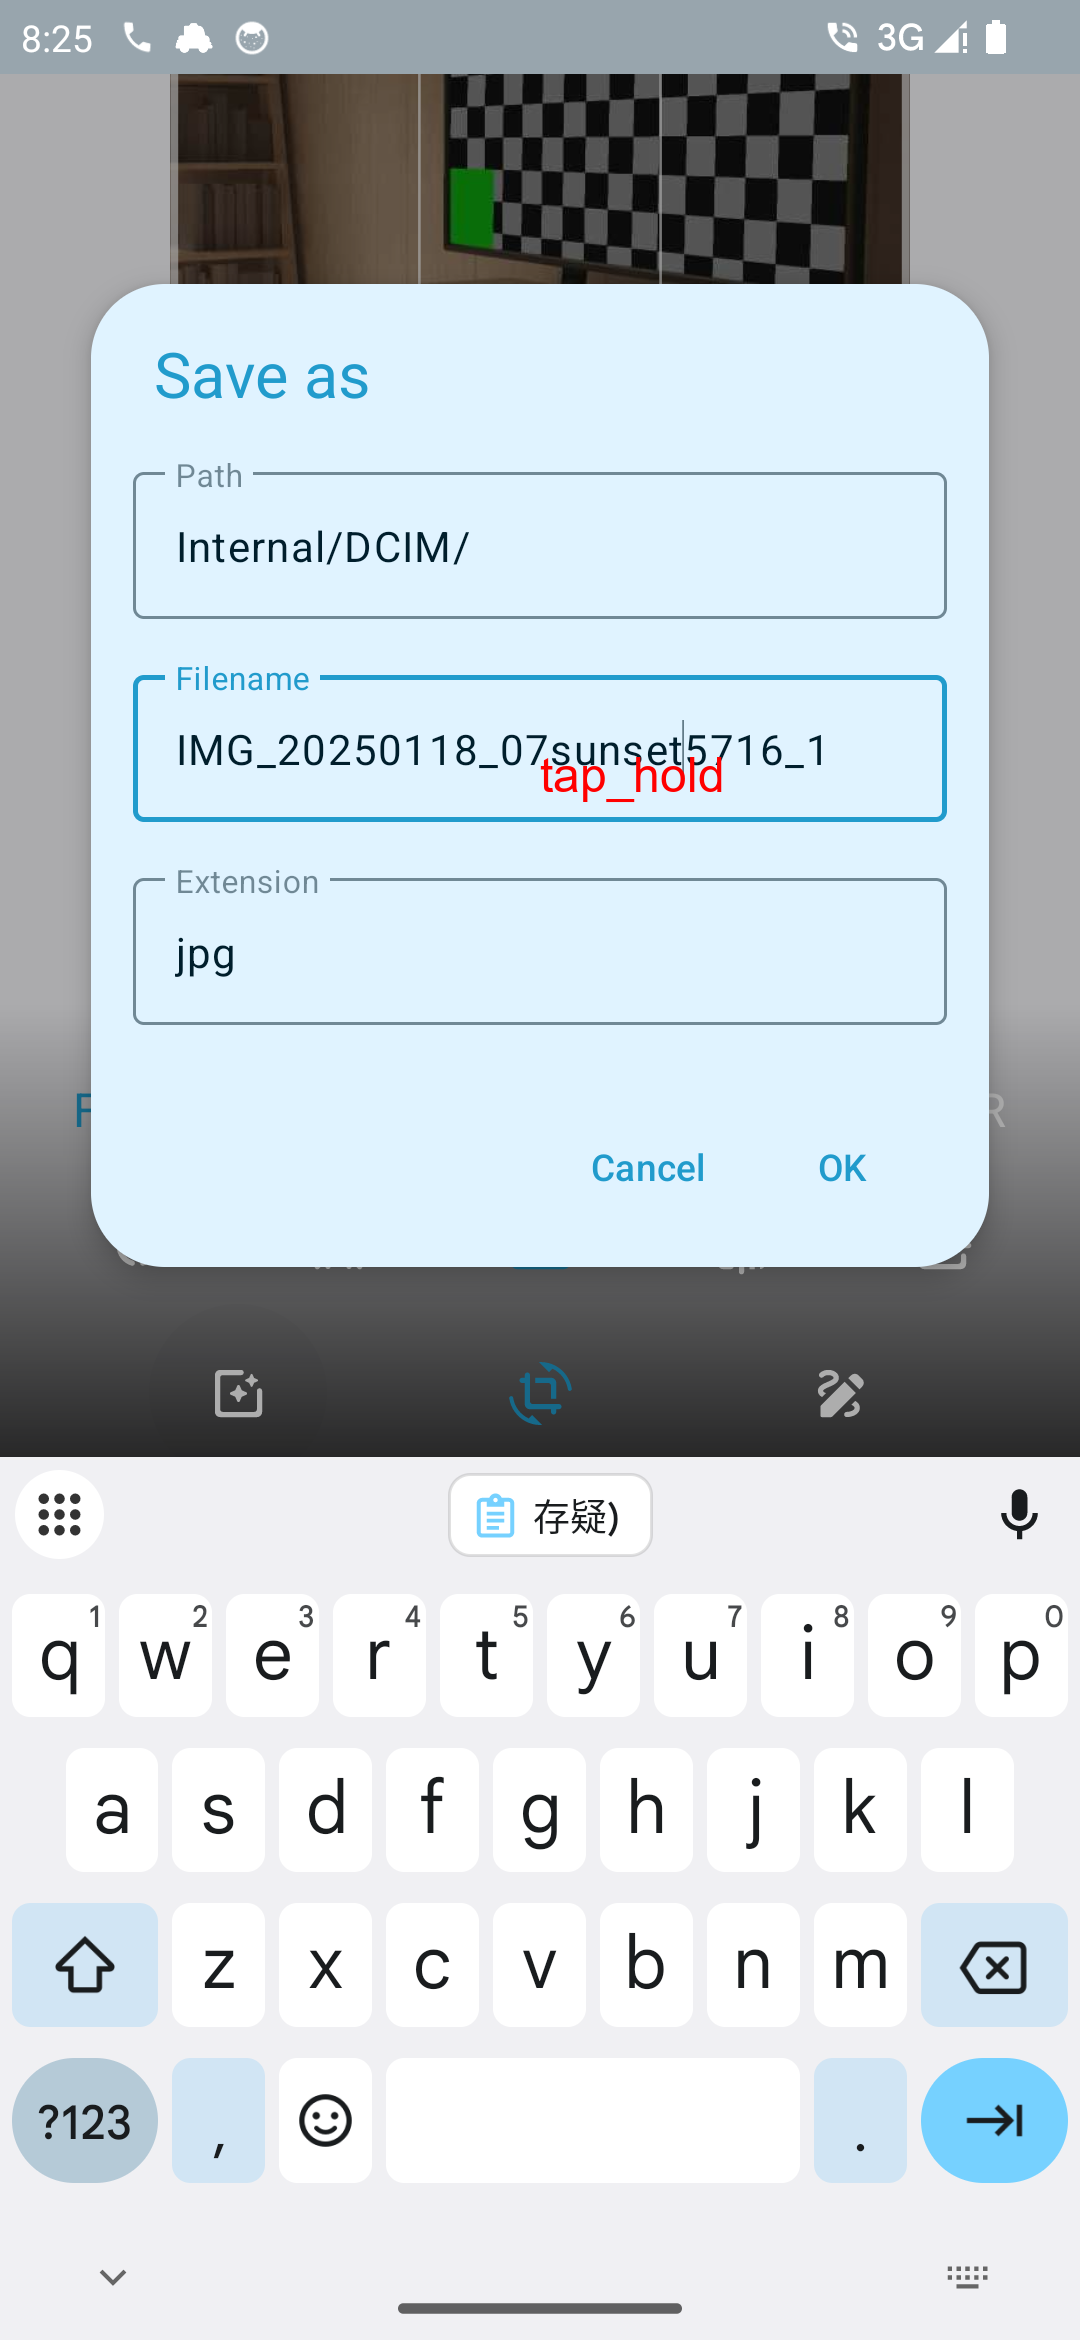 8:25 3G
Save as
Path
Internal/DCIM/
Filename
IMG_20250118_07sunset5716_1
tap_hold
Extension
jpg
F R
Cancel OK
存疑)
q 1 w 2 e 3 r 4 t 5 y 6 u 7 i 8 o 9 p 0
a s d f g h j k l
z x c v b n m
?123 , .